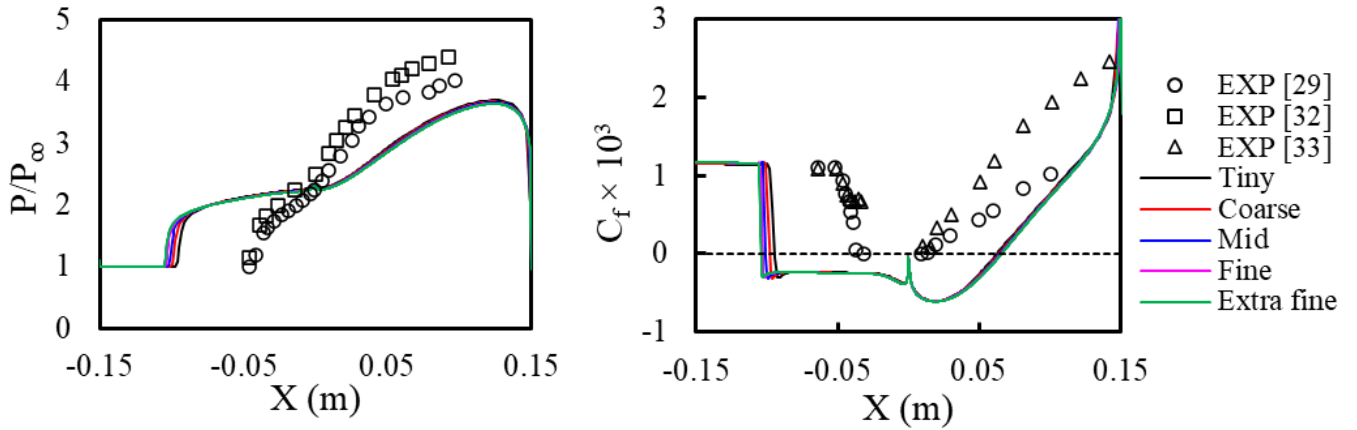 5
4
3
2
1
0
P/P∞
-0.15
-0.05
0.05
0.15
X (m)
3
2
1
0
-1
Cf × 10³
-0.15
-0.05
0.05
0.15
X (m)
EXP [29]
EXP [32]
EXP [33]
Tiny
Coarse
Mid
Fine
Extra fine